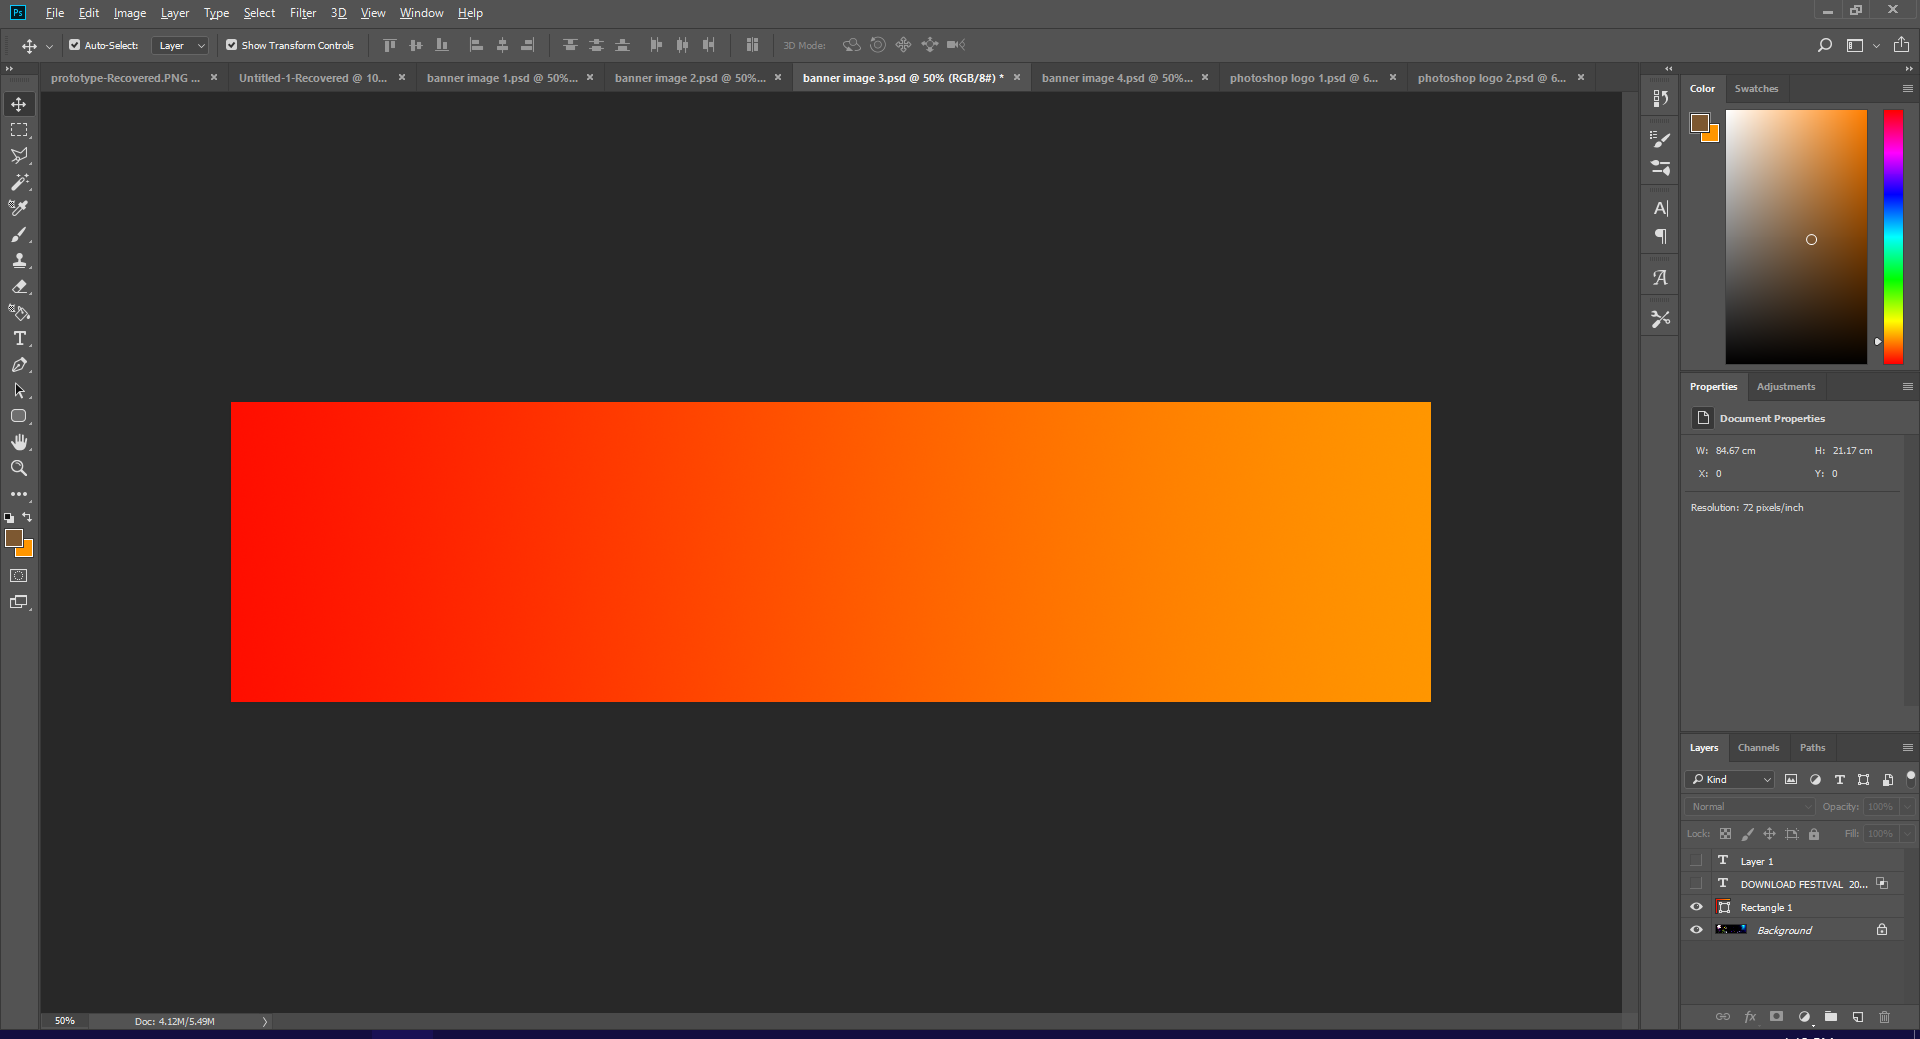 Ps File Edit Image Layer Type Select Filter 3D View Window Help
Auto-Select: Layer Show Transform Controls 3D Mode:
prototype-Recovered.PNG ... Untitled-1-Recovered @ 10... banner image 1.psd @ 50%... banner image 2.psd @ 50%... banner image 3.psd @ 50% (RGB/8#) * banner image 4.psd @ 50%... photoshop logo 1.psd @ 6... photoshop logo 2.psd @ 6...
Color Swatches
Properties Adjustments
Document Properties
W: 84.67 cm H: 21.17 cm
X: 0 Y: 0
Resolution: 72 pixels/inch
Layers Channels Paths
Kind
Normal Opacity: 100%
Lock: Fill: 100%
Layer 1
DOWNLOAD FESTIVAL 20...
Rectangle 1
Background
50% Doc: 4.12M/5.49M